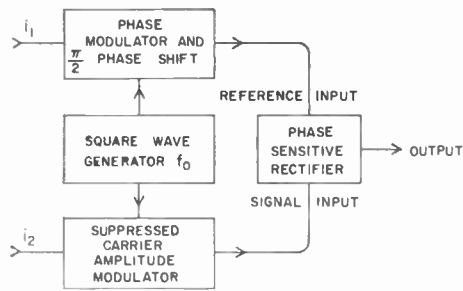 i₁
PHASE
MODULATOR AND
π/2 PHASE SHIFT
REFERENCE INPUT
SQUARE WAVE
GENERATOR f₀
PHASE
SENSITIVE
RECTIFIER
OUTPUT
SIGNAL INPUT
i₂
SUPPRESSED
CARRIER
AMPLITUDE
MODULATOR